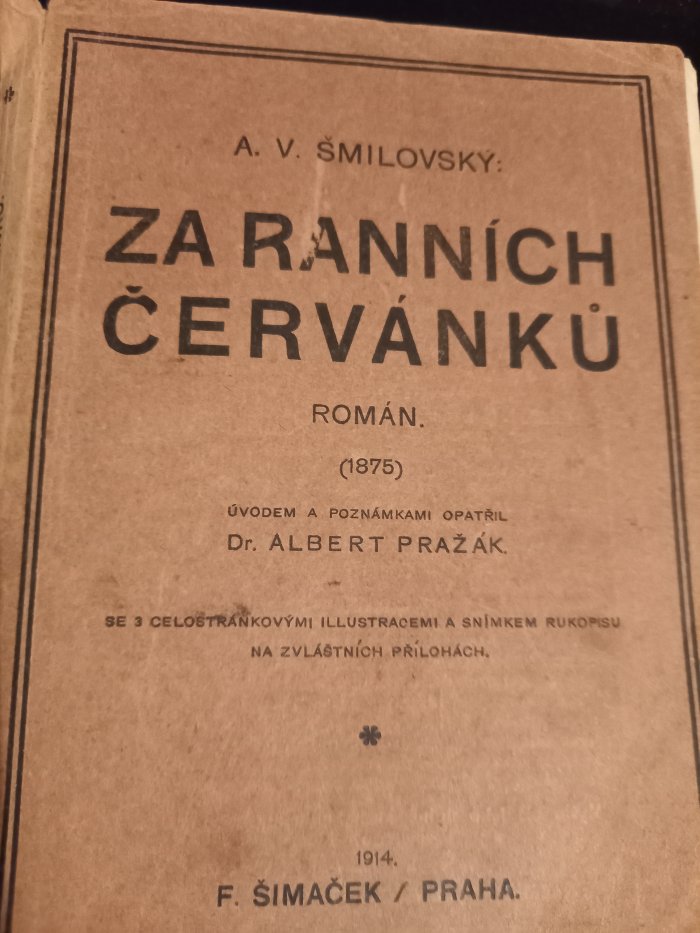 A. V. ŠMILOVSKÝ:
ZA RANNÍCH
ČERVÁNKŮ
ROMÁN.
(1875)
ÚVODEM A POZNÁMKAMI OPATŘIL
Dr. ALBERT PRAŽÁK.
SE 3 CELOSTRÁNKOVÝMI ILLUSTRACEMI A SNÍMKEM RUKOPISU
NA ZVLÁŠTNÍCH PŘÍLOHÁCH.
1914.
F. ŠIMAČEK / PRAHA.